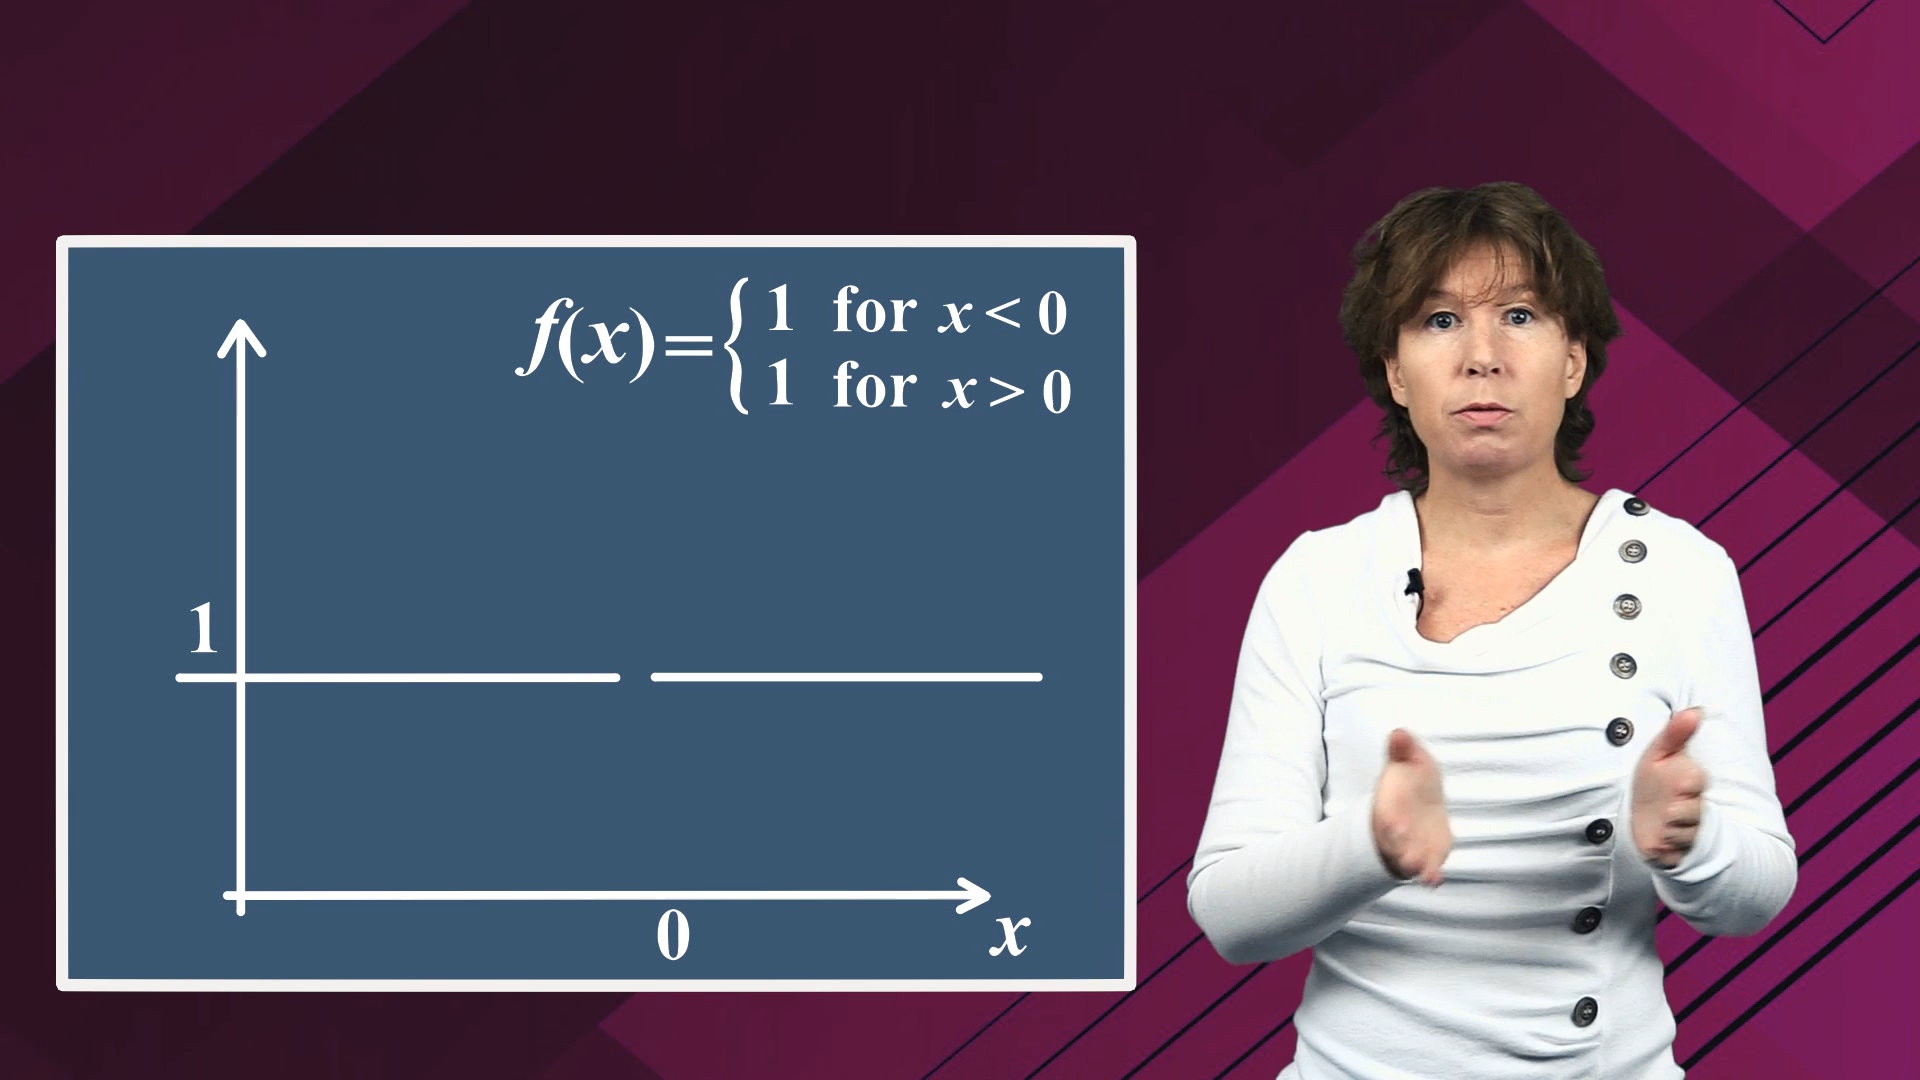 f(x) = { 1 for x < 0
1 for x > 0
1
0
x